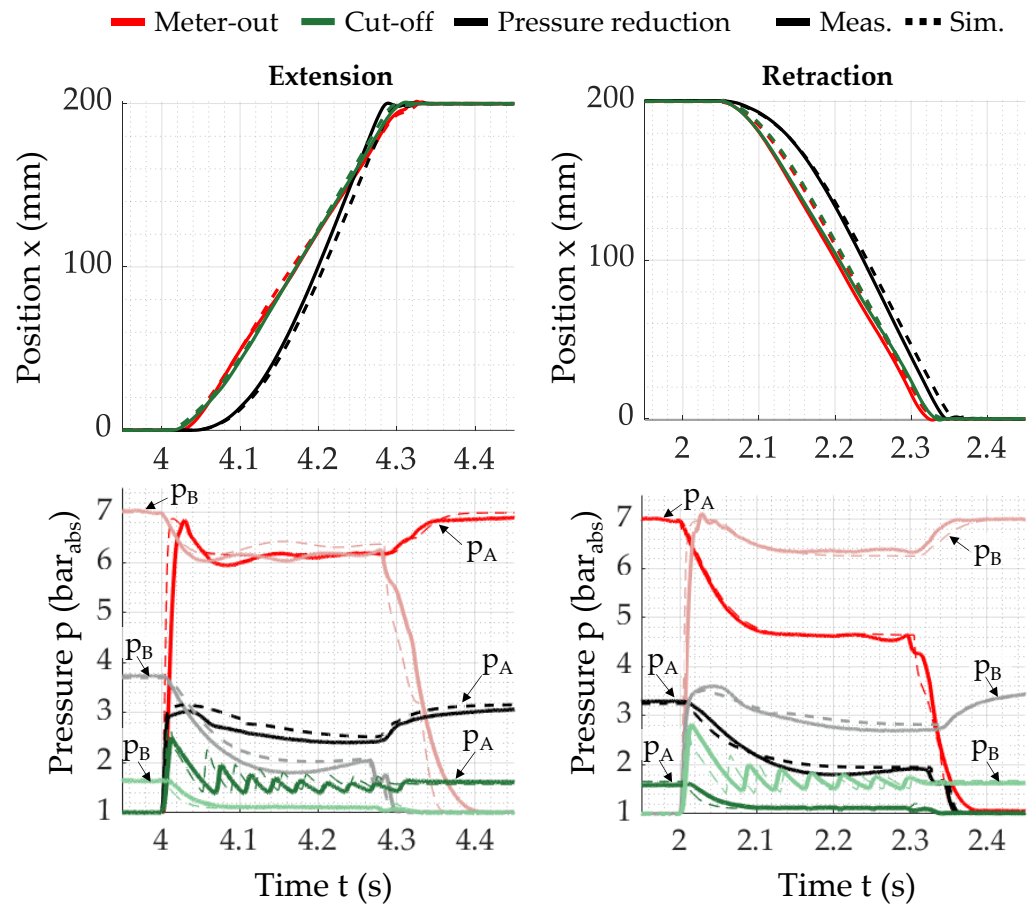 Meter-out Cut-off Pressure reduction Meas. Sim.
Extension
Position x (mm)
200
100
0
4 4.1 4.2 4.3 4.4
Retraction
Position x (mm)
200
100
0
2 2.1 2.2 2.3 2.4
Pressure p (bar_abs)
7
6
5
4
3
2
1
p_B
p_A
p_B
p_A
p_B
p_A
4 4.1 4.2 4.3 4.4
Time t (s)
Pressure p (bar_abs)
7
6
5
4
3
2
1
p_A
p_B
p_A
p_B
p_A
p_B
2 2.1 2.2 2.3 2.4
Time t (s)